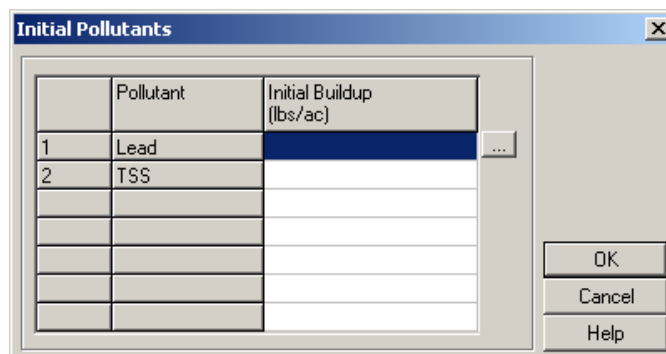 Initial Pollutants
Pollutant Initial Buildup
(lbs/ac)
1 Lead ...
2 TSS
OK
Cancel
Help